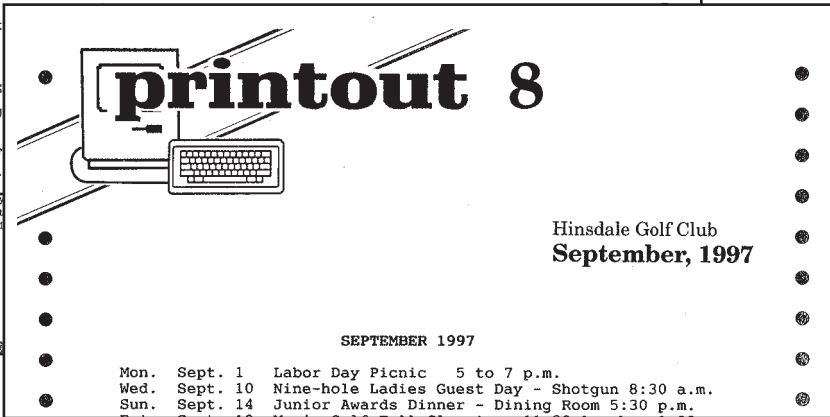 printout 8
Hinsdale Golf Club
September, 1997
SEPTEMBER 1997
Mon. Sept. 1 Labor Day Picnic 5 to 7 p.m.
Wed. Sept. 10 Nine-hole Ladies Guest Day - Shotgun 8:30 a.m.
Sun. Sept. 14 Junior Awards Dinner - Dining Room 5:30 p.m.